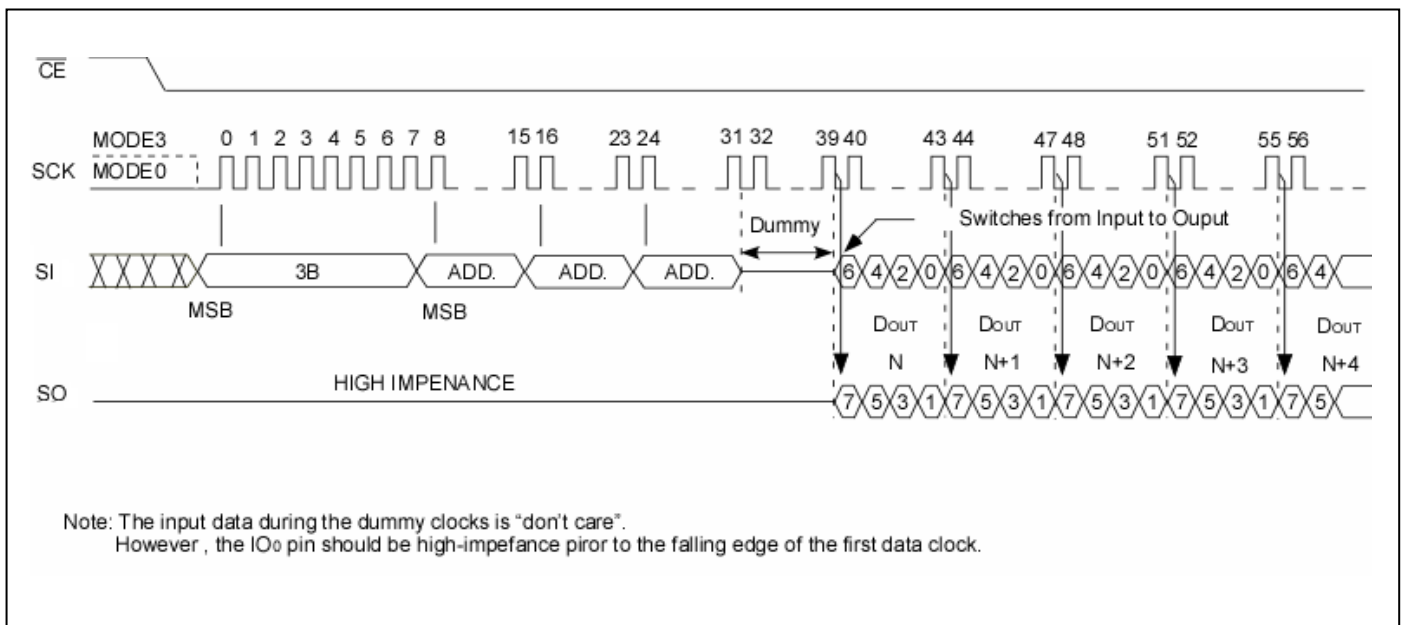 CE
MODE3 0 1 2 3 4 5 6 7 8 15 16 23 24 31 32 39 40 43 44 47 48 51 52 55 56
SCK MODE0
Dummy Switches from Input to Ouput
SI 3B ADD. ADD. ADD. 6 4 2 0 6 4 2 0 6 4 2 0 6 4 2 0 6 4
MSB MSB
DOUT DOUT DOUT DOUT DOUT
N N+1 N+2 N+3 N+4
HIGH IMPENANCE
SO 7 5 3 1 7 5 3 1 7 5 3 1 7 5 3 1 7 5
Note: The input data during the dummy clocks is “don't care”.
However , the IO0 pin should be high-impefance piror to the falling edge of the first data clock.